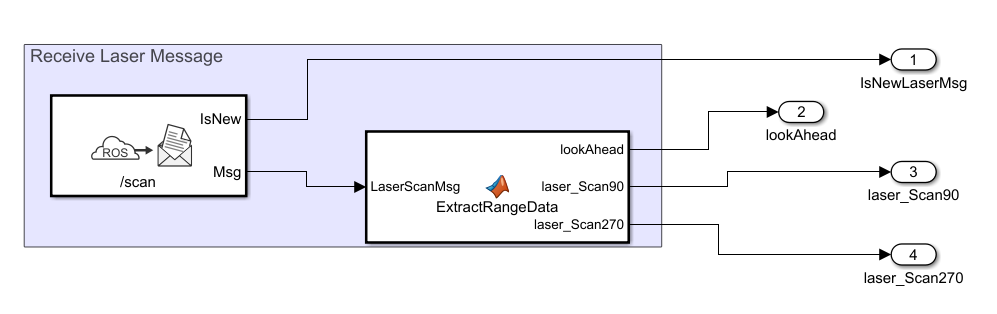 Receive Laser Message
IsNew
ROS
Msg
/scan
LaserScanMsg
lookAhead
laser_Scan90
ExtractRangeData
laser_Scan270
1
IsNewLaserMsg
2
lookAhead
3
laser_Scan90
4
laser_Scan270